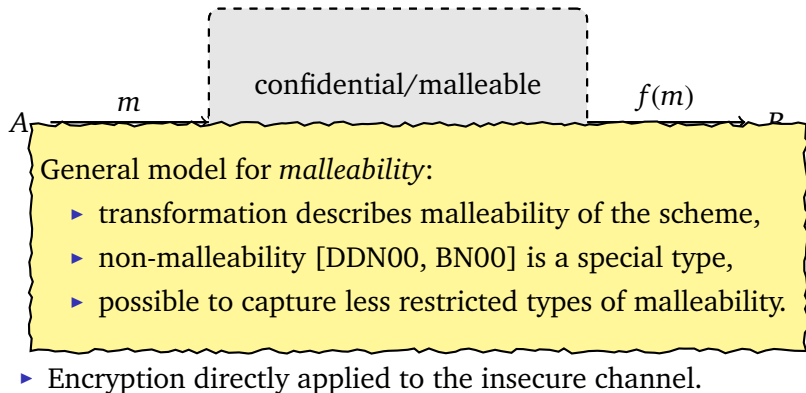 confidential/malleable
A m f(m)
General model for malleability:
▸ transformation describes malleability of the scheme,
▸ non-malleability [DDN00, BN00] is a special type,
▸ possible to capture less restricted types of malleability.
▸ Encryption directly applied to the insecure channel.